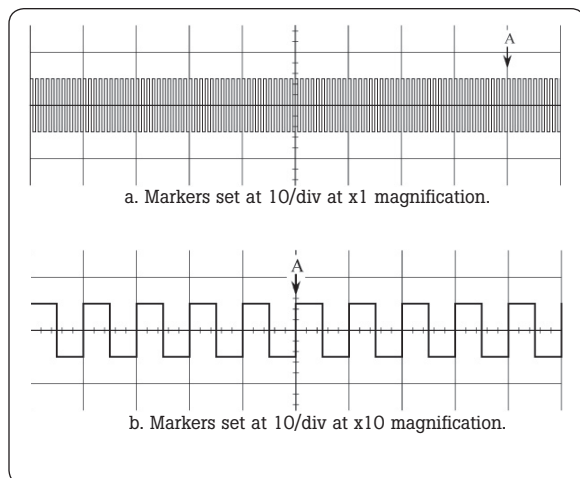 A
a. Markers set at 10/div at x1 magnification.
A
b. Markers set at 10/div at x10 magnification.